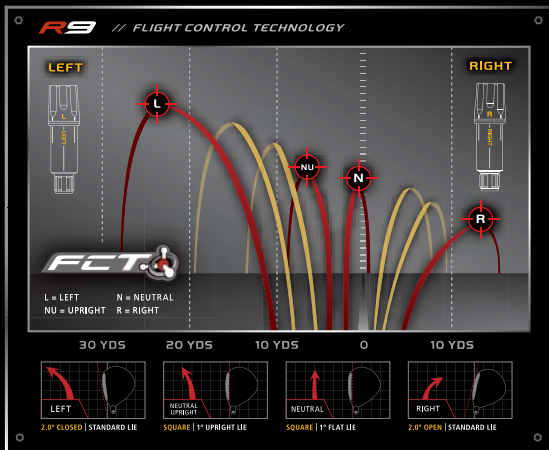 R9 // FLIGHT CONTROL TECHNOLOGY
LEFT
RIGHT
L
LEFT
R
RIGHT
L
NU
N
R
FCT
L = LEFT N = NEUTRAL
NU = UPRIGHT R = RIGHT
30 YDS 20 YDS 10 YDS 0 10 YDS
LEFT
NEUTRAL
UPRIGHT
NEUTRAL
RIGHT
2.0° CLOSED | STANDARD LIE
SQUARE | 1° UPRIGHT LIE
SQUARE | 1° FLAT LIE
2.0° OPEN | STANDARD LIE